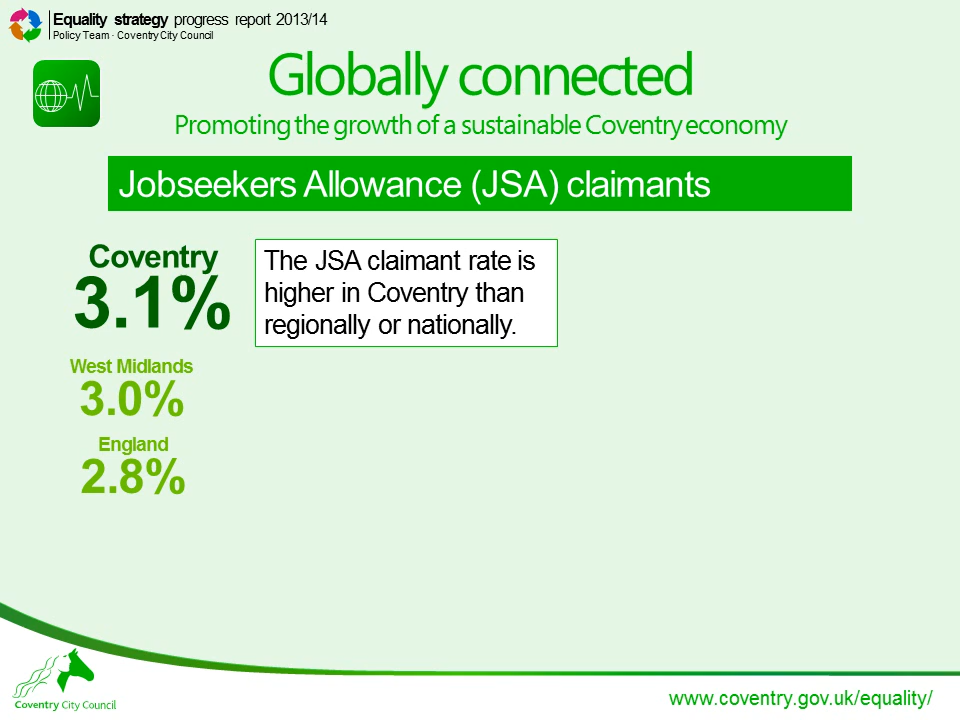 Equality strategy progress report 2013/14
Policy Team · Coventry City Council
Globally connected
Promoting the growth of a sustainable Coventry economy
Jobseekers Allowance (JSA) claimants
Coventry
3.1%
The JSA claimant rate is
higher in Coventry than
regionally or nationally.
West Midlands
3.0%
England
2.8%
Coventry City Council
www.coventry.gov.uk/equality/